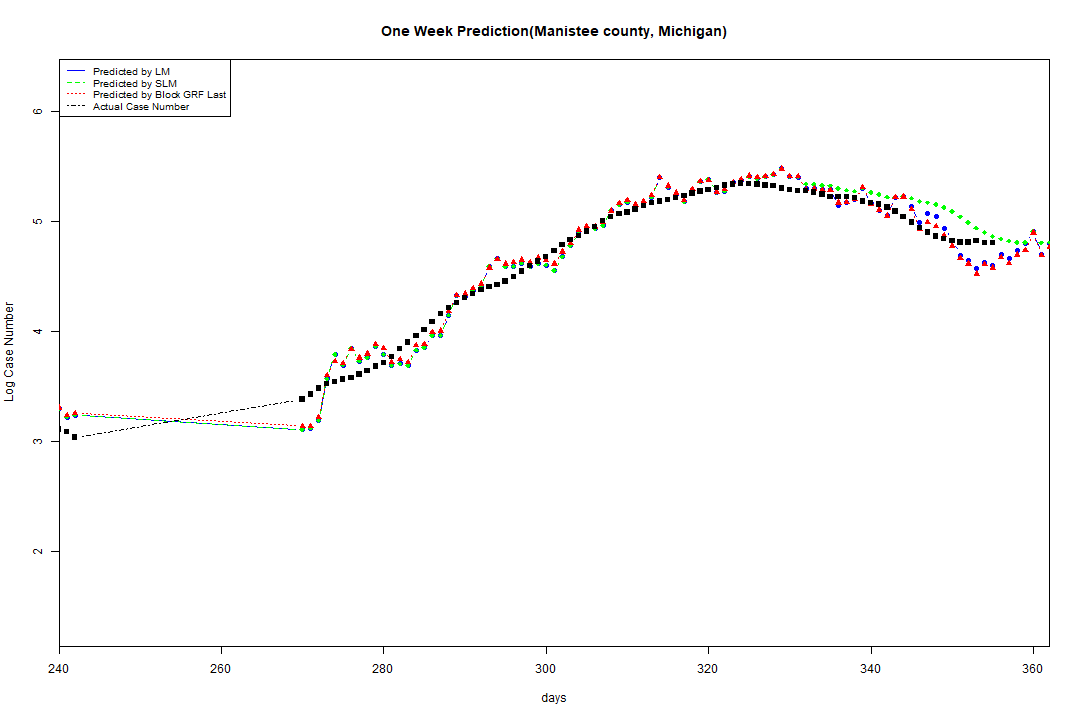 One Week Prediction(Manistee county, Michigan)
Predicted by LM
Predicted by SLM
Predicted by Block GRF Last
Actual Case Number
Log Case Number
6
5
4
3
2
240 260 280 300 320 340 360
days